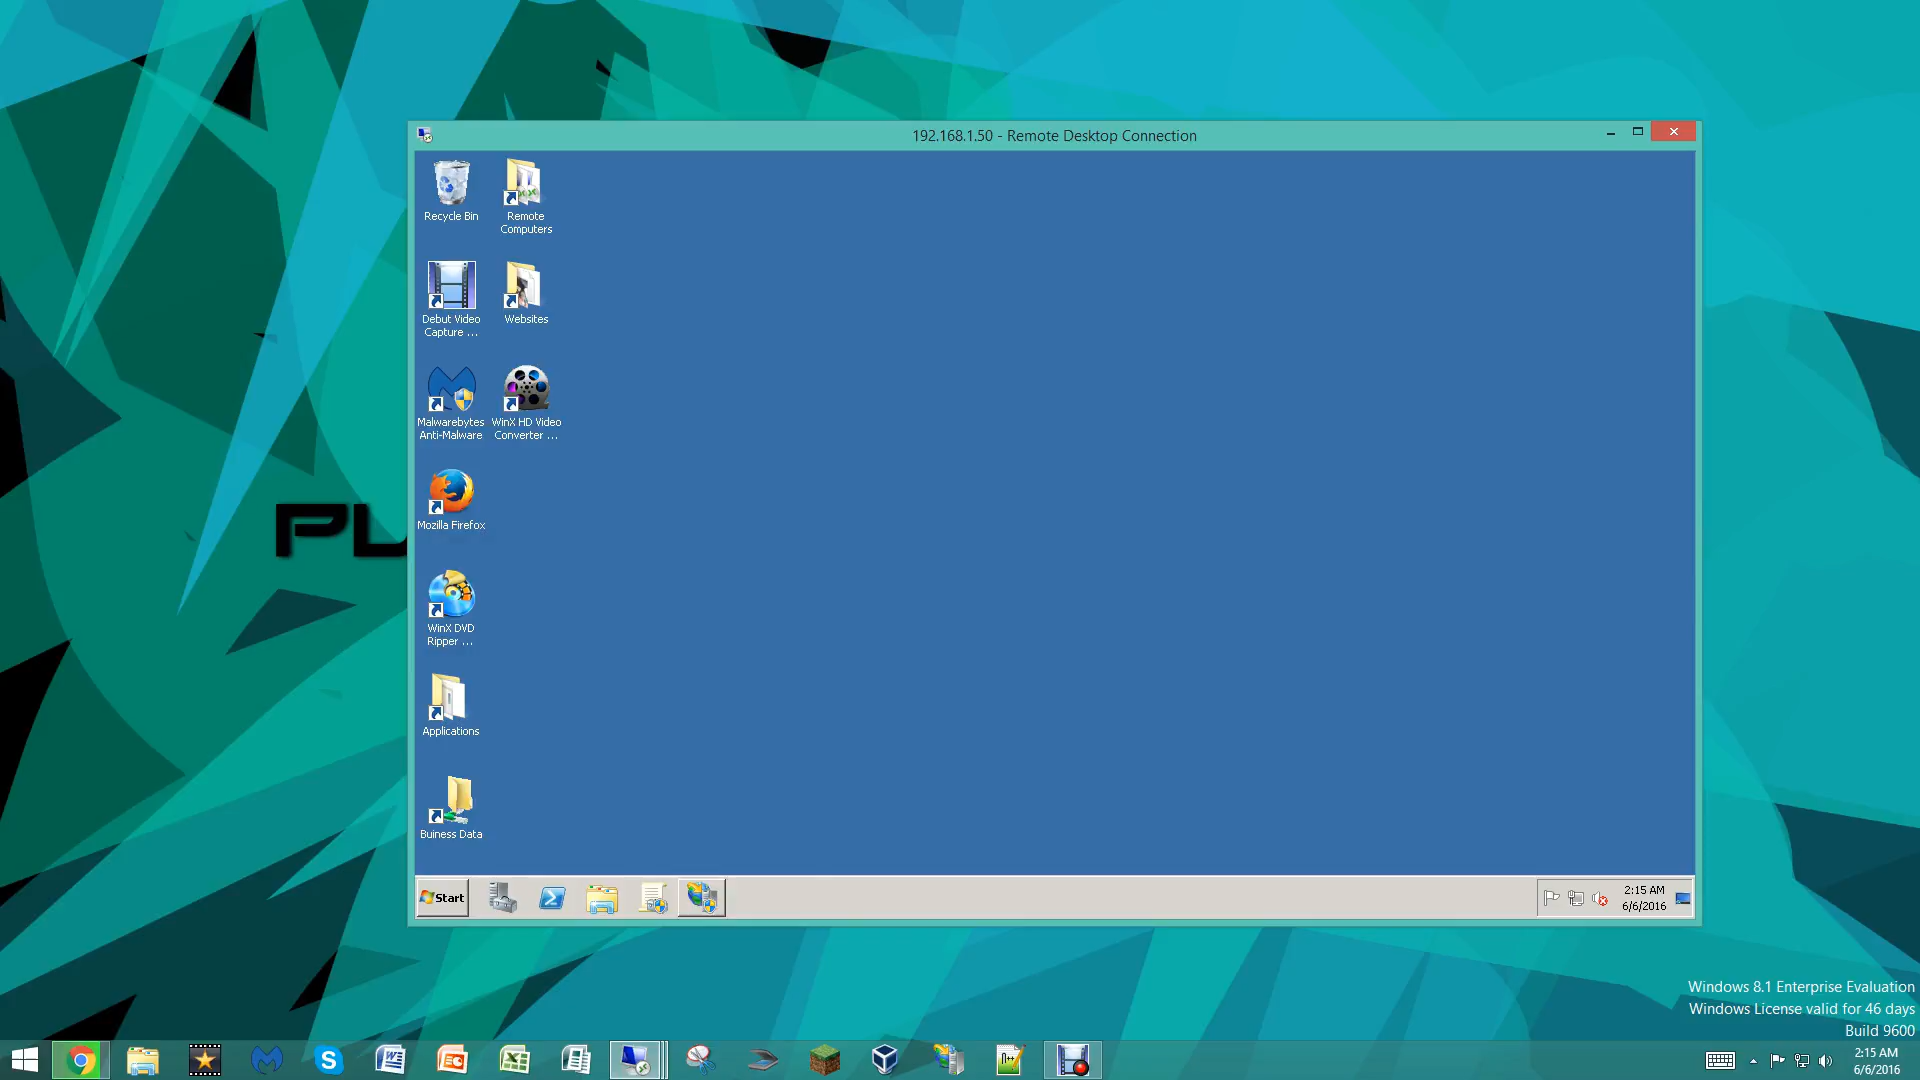 192.168.1.50 - Remote Desktop Connection
Recycle Bin
Remote
Computers
Debut Video
Capture ...
Websites
Malwarebytes
Anti-Malware
WinX HD Video
Converter ...
Mozilla Firefox
WinX DVD
Ripper ...
Applications
Buiness Data
Start
2:15 AM
6/6/2016
Windows 8.1 Enterprise Evaluation
Windows License valid for 46 days
Build 9600
2:15 AM
6/6/2016